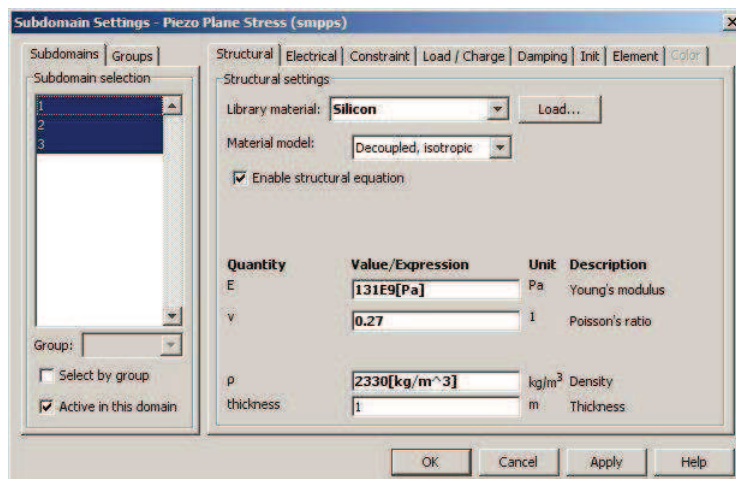 Subdomain Settings - Piezo Plane Stress (smpps)
Subdomains Groups
Subdomain selection
1
2
3
Group:
Select by group
Active in this domain
Structural Electrical Constraint Load / Charge Damping Init Element Color
Structural settings
Library material: Silicon Load...
Material model: Decoupled, isotropic
Enable structural equation
Quantity Value/Expression Unit Description
E 131E9[Pa] Pa Young's modulus
ν 0.27 1 Poisson's ratio
ρ 2330[kg/m^3] kg/m³ Density
thickness 1 m Thickness
OK Cancel Apply Help